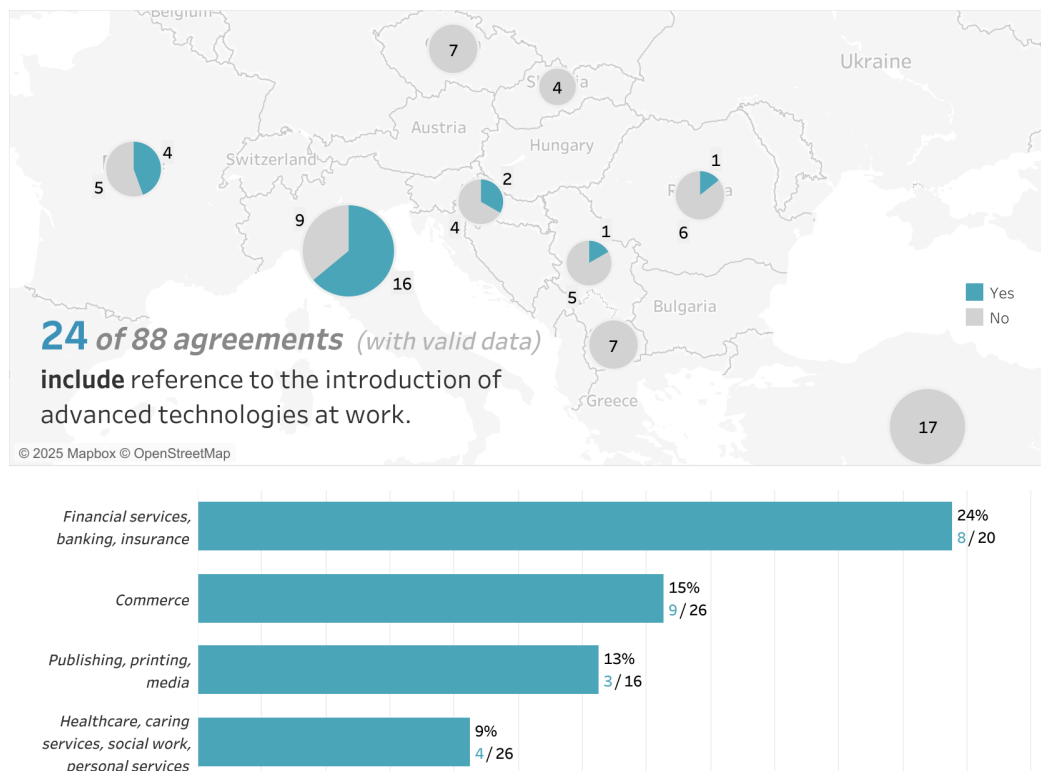 Belgium
7
Ukraine
4
Austria
Hungary
Switzerland
4
5
2
4
1
6
9
16
1
5
Yes
No
Bulgaria
7
24 of 88 agreements (with valid data)
include reference to the introduction of
advanced technologies at work.
Greece
17
© 2025 Mapbox © OpenStreetMap
Financial services,
banking, insurance
24%
8/20
Commerce
15%
9/26
Publishing, printing,
media
13%
3/16
Healthcare, caring
services, social work,
personal services
9%
4/26